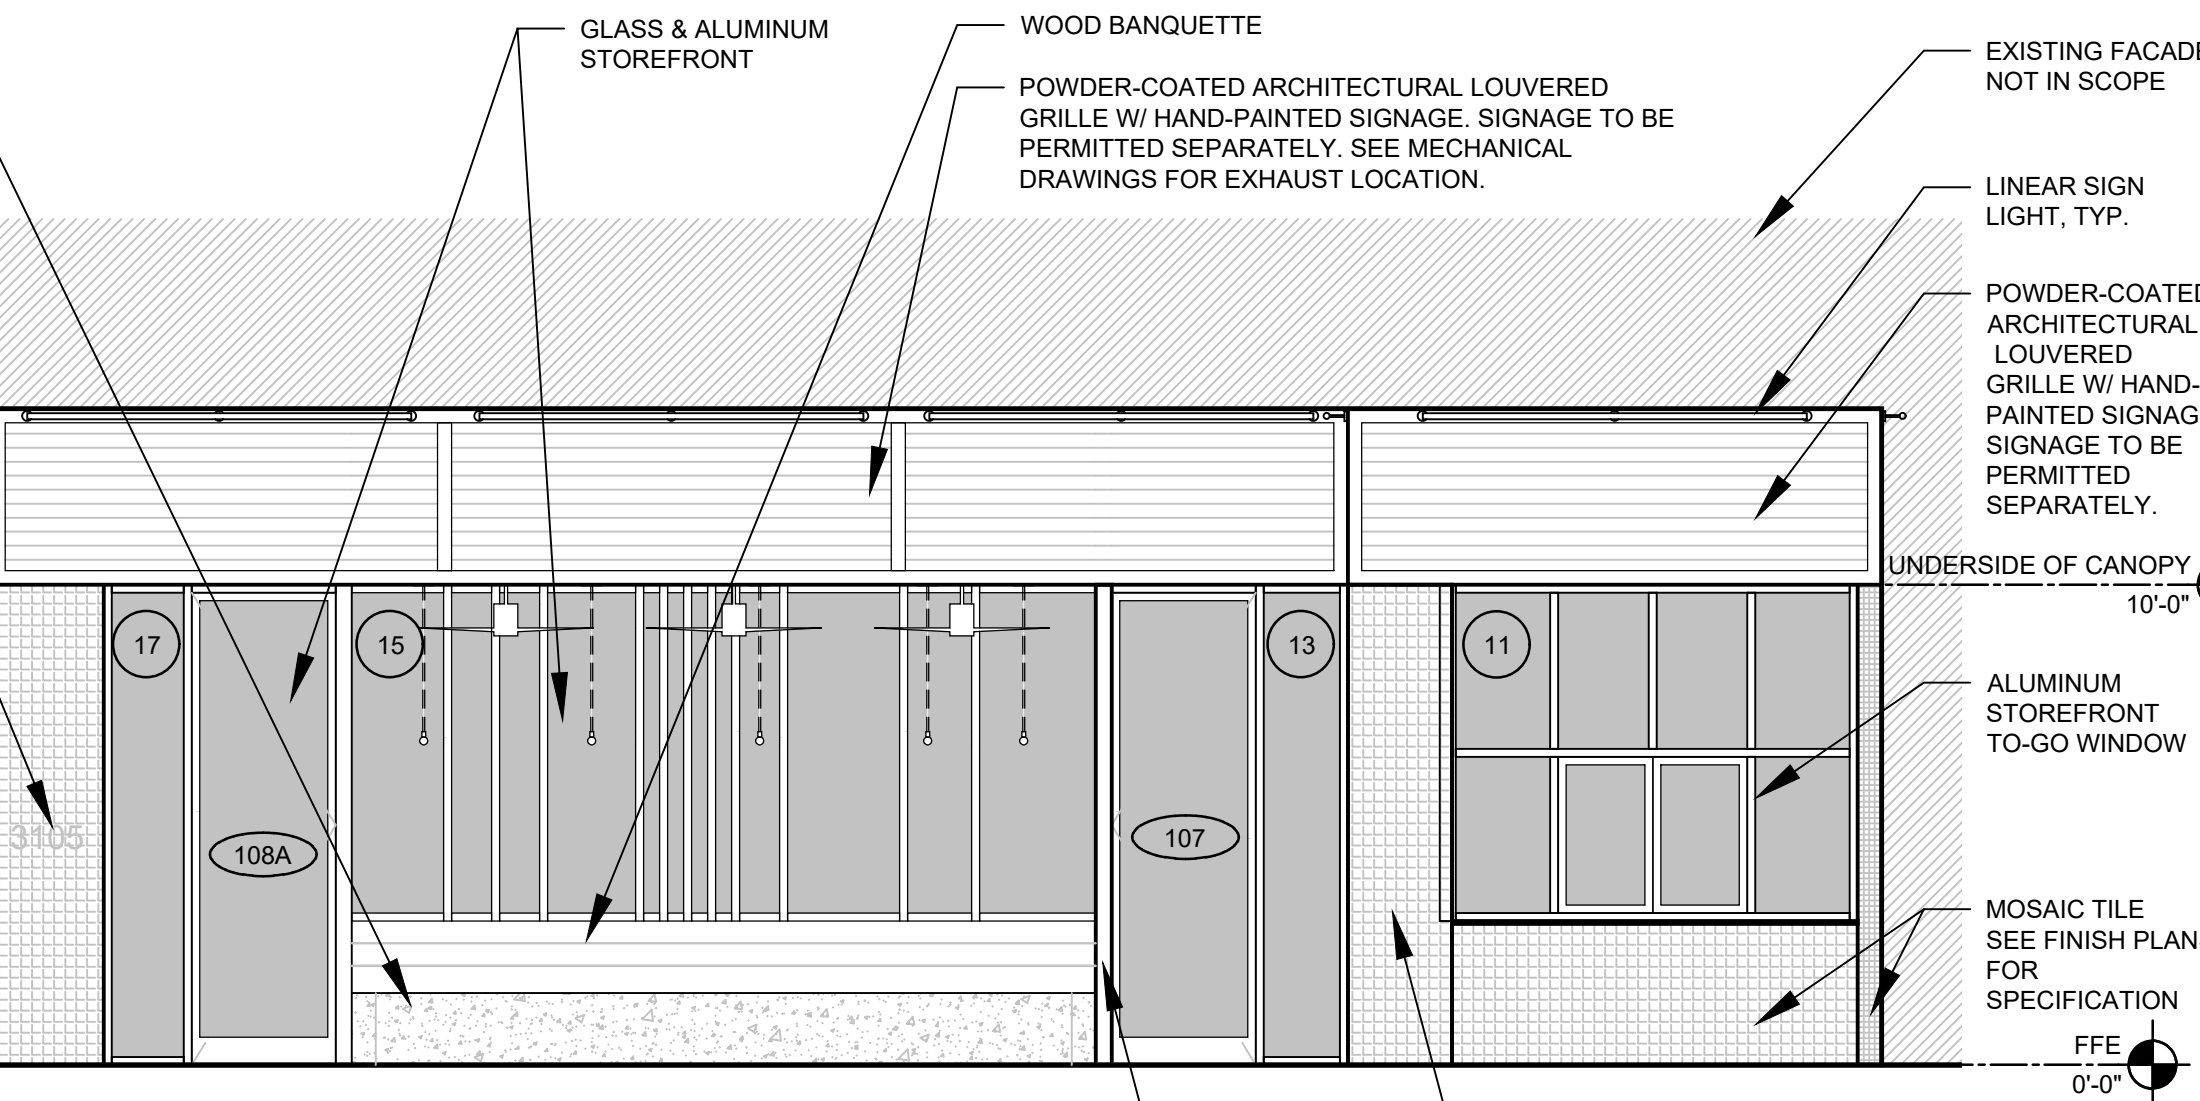 GLASS & ALUMINUM
STOREFRONT
WOOD BANQUETTE
POWDER-COATED ARCHITECTURAL LOUVERED
GRILLE W/ HAND-PAINTED SIGNAGE. SIGNAGE TO BE
PERMITTED SEPARATELY. SEE MECHANICAL
DRAWINGS FOR EXHAUST LOCATION.
EXISTING FACADE
NOT IN SCOPE
LINEAR SIGN
LIGHT, TYP.
POWDER-COATED
ARCHITECTURAL
LOUVERED
GRILLE W/ HAND-
PAINTED SIGNAG
SIGNAGE TO BE
PERMITTED
SEPARATELY.
UNDERSIDE OF CANOPY
10'-0"
17
15
13
11
ALUMINUM
STOREFRONT
TO-GO WINDOW
3105
108A
107
MOSAIC TILE
SEE FINISH PLAN
FOR
SPECIFICATION
FFE
0'-0"